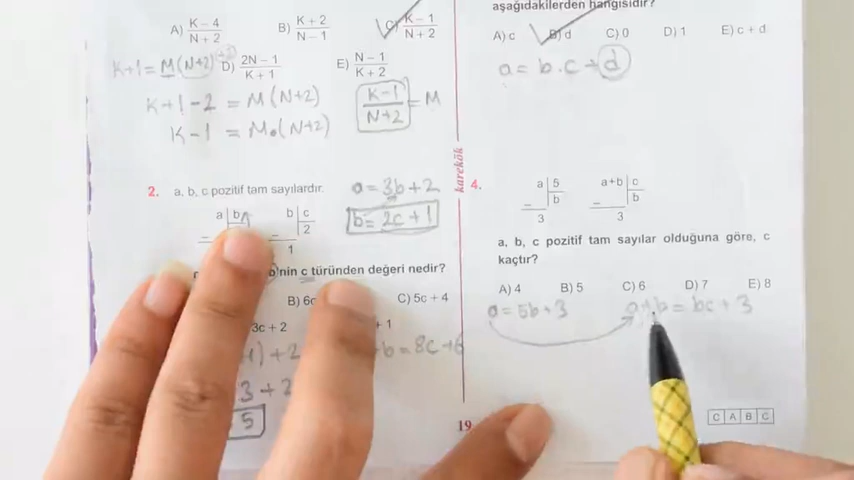 A) K-4 / N+2 B) K+2 / N-1 C) K-1 / N+2
D) 2N-1 / K+1 E) N-1 / K+2
K+1 = M(N+2)
K+1-2 = M(N+2)
K-1 = M.(N+2)
K-1 / N+2 = M
2. a, b, c pozitif tam sayılardır.
a = 3b+2
b = 2c+1
a b
b c
2
1
nin c türünden değeri nedir?
C) 5c + 4
3c + 2
+ 1
+b = 8c+6
3 + 2
5
karekök
aşağıdakilerden hangisidir?
A) c B) d C) 0 D) 1 E) c + d
a = b.c+d
4.
a 5
b
3
a+b c
b
3
a, b, c pozitif tam sayılar olduğuna göre, c
kaçtır?
A) 4 B) 5 C) 6 D) 7 E) 8
a = 5b+3 a+b = bc+3
19
C A B C